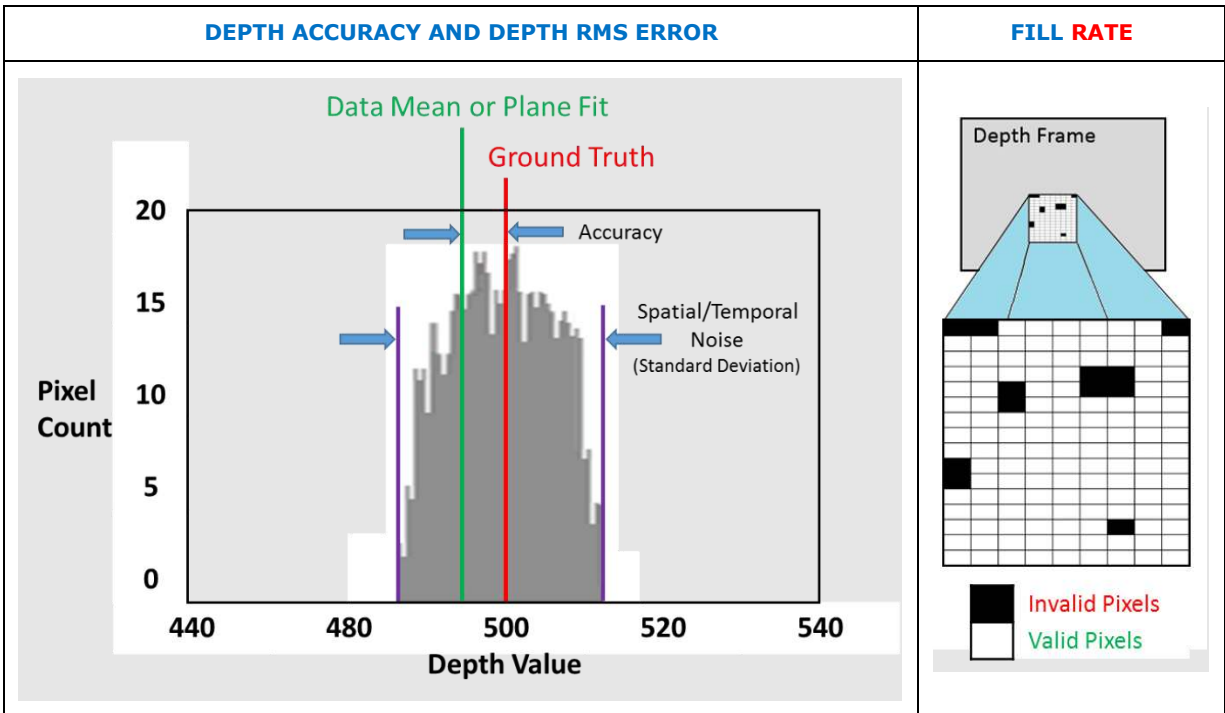 DEPTH ACCURACY AND DEPTH RMS ERROR
FILL RATE
Data Mean or Plane Fit
Ground Truth
Accuracy
Spatial/Temporal
Noise
(Standard Deviation)
Pixel
Count
20
15
10
5
0
440
480
500
520
540
Depth Value
Depth Frame
Invalid Pixels
Valid Pixels